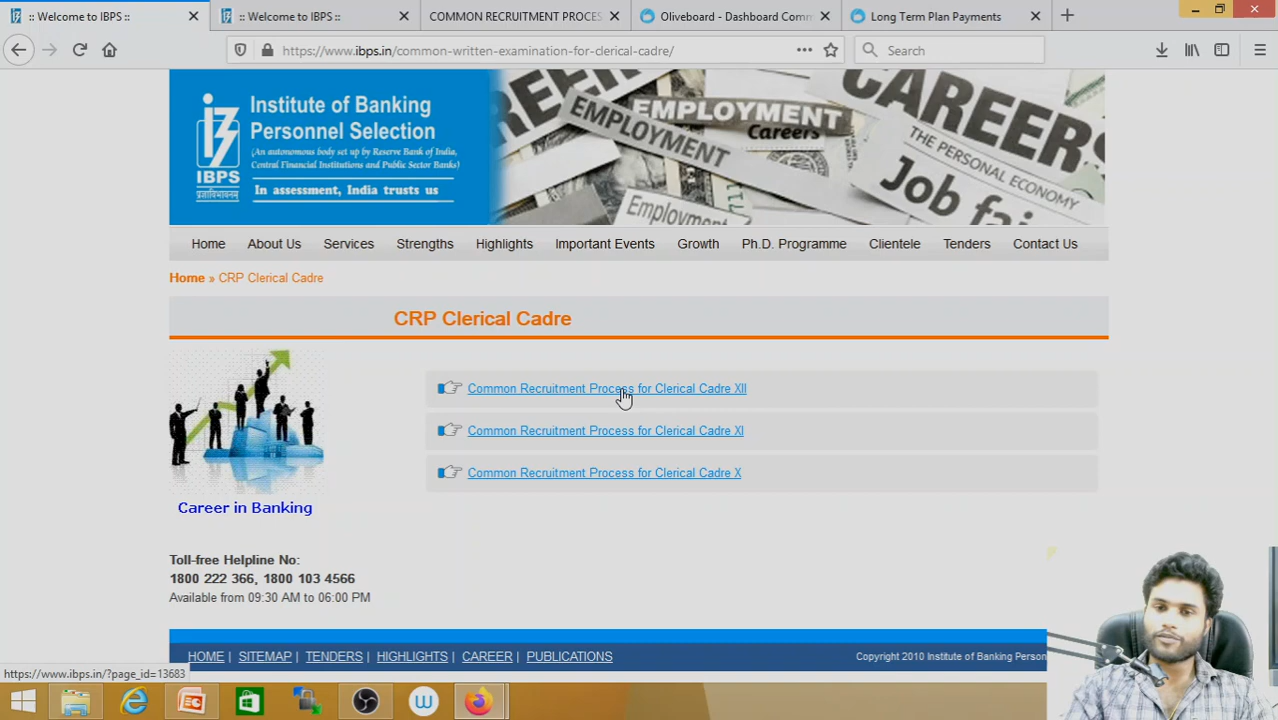 :: Welcome to IBPS ::
:: Welcome to IBPS ::
COMMON RECRUITMENT PROCES
Oliveboard - Dashboard Com
Long Term Plan Payments
https://www.ibps.in/common-written-examination-for-clerical-cadre/
Search
Institute of Banking
Personnel Selection
(An autonomous body set up by Reserve Bank of India,
Central Financial Institutions and Public Sector Banks)
IBPS
In assessment, India trusts us
CAREER
EMPLOYMENT
Careers
EMPLOYMENT
CAREERS
THE PERSONAL ECONOMY
Job fair
Employment
Home
About Us
Services
Strengths
Highlights
Important Events
Growth
Ph.D. Programme
Clientele
Tenders
Contact Us
Home » CRP Clerical Cadre
CRP Clerical Cadre
Common Recruitment Process for Clerical Cadre XII
Common Recruitment Process for Clerical Cadre XI
Common Recruitment Process for Clerical Cadre X
Career in Banking
Toll-free Helpline No:
1800 222 366, 1800 103 4566
Available from 09:30 AM to 06:00 PM
HOME | SITEMAP | TENDERS | HIGHLIGHTS | CAREER | PUBLICATIONS
Copyright 2010 Institute of Banking Person
https://www.ibps.in/?page_id=13683